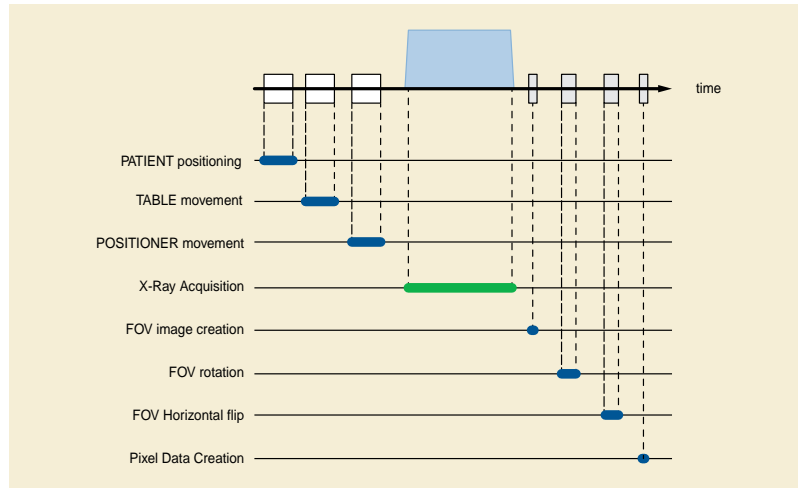 time
PATIENT positioning
TABLE movement
POSITIONER movement
X-Ray Acquisition
FOV image creation
FOV rotation
FOV Horizontal flip
Pixel Data Creation